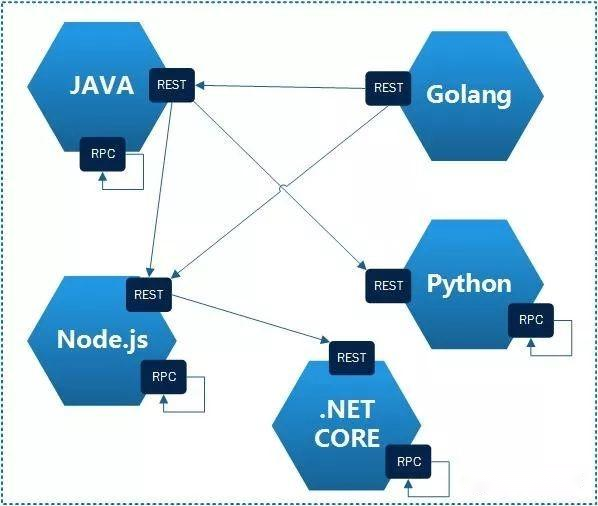 JAVA
REST
RPC
REST
Golang
REST
Python
RPC
REST
Node.js
RPC
REST
.NET
CORE
RPC